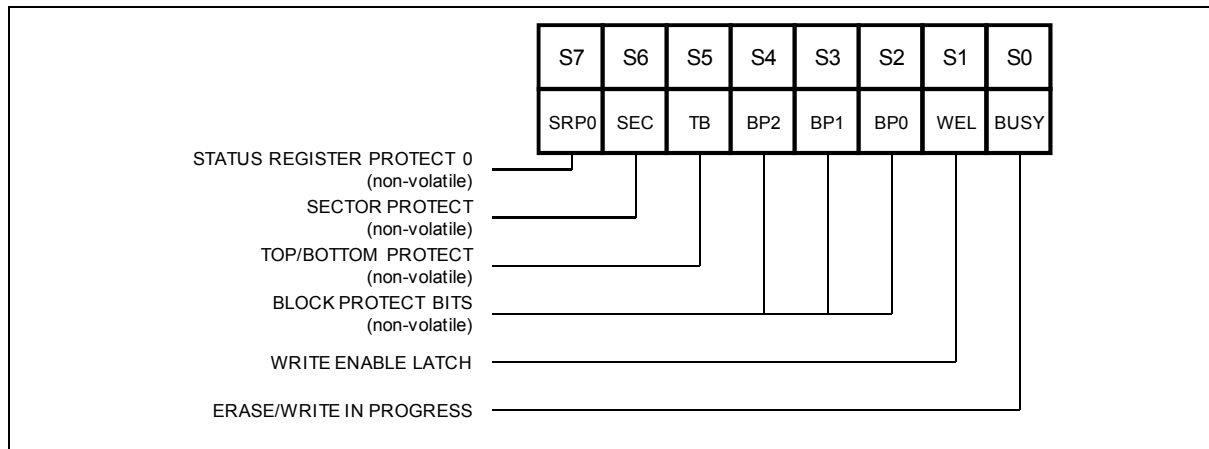 S7 S6 S5 S4 S3 S2 S1 S0
SRP0 SEC TB BP2 BP1 BP0 WEL BUSY
STATUS REGISTER PROTECT 0
(non-volatile)
SECTOR PROTECT
(non-volatile)
TOP/BOTTOM PROTECT
(non-volatile)
BLOCK PROTECT BITS
(non-volatile)
WRITE ENABLE LATCH
ERASE/WRITE IN PROGRESS